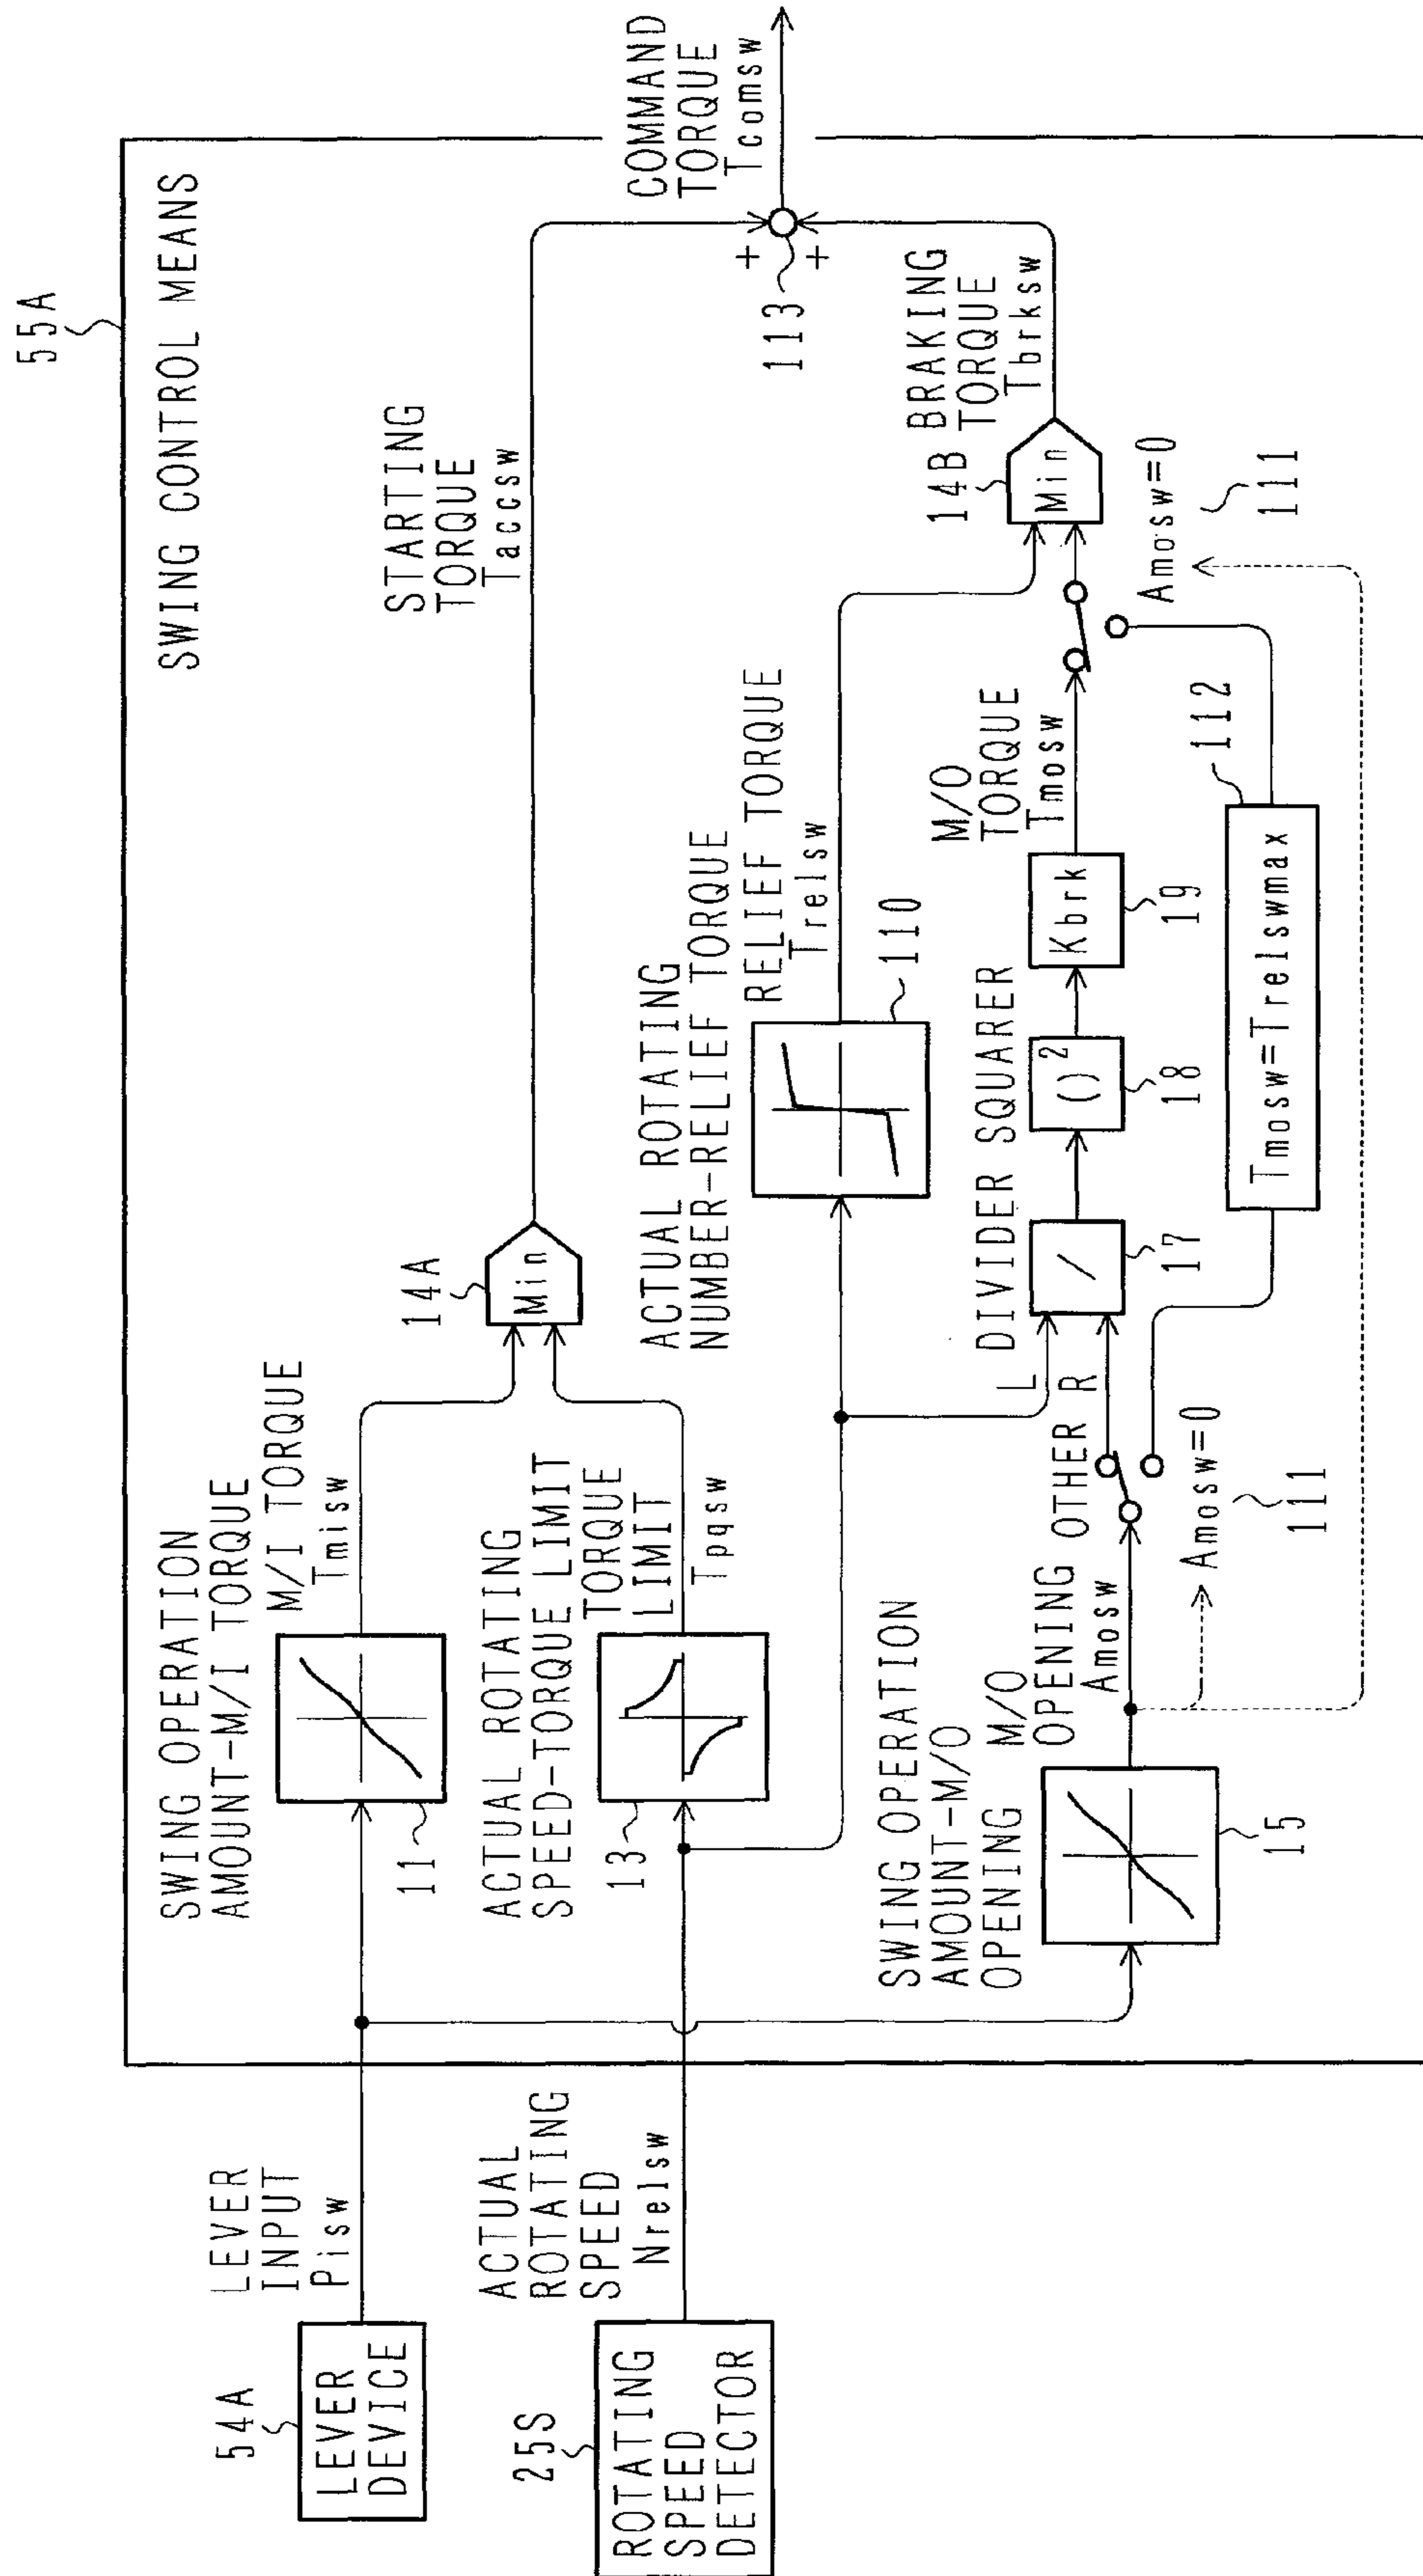 55A
SWING CONTROL MEANS
54A
LEVER
DEVICE
LEVER
INPUT
Pisw
SWING OPERATION
AMOUNT-M/I TORQUE
M/I TORQUE
Tmisw
11
25S
ROTATING
SPEED
DETECTOR
ACTUAL
ROTATING
SPEED
Nrelsw
ACTUAL ROTATING
SPEED-TORQUE LIMIT
TORQUE
LIMIT
Tpqsw
13
14A
Min
STARTING
TORQUE
Taccsw
COMMAND
TORQUE
Tcomsw
+
+
113
ACTUAL ROTATING
NUMBER-RELIEF TORQUE
RELIEF TORQUE
Trelsw
110
SWING OPERATION
AMOUNT-M/O
OPENING
M/O
OPENING
Amosw
15
OTHER
Amosw=0
111
L
R
DIVIDER
/
17
SQUARER
()2
18
Kbrk
19
M/O
TORQUE
Tmosw
Tmosw=Trelswmax
112
Amosw=0
111
14B
Min
BRAKING
TORQUE
Tbrksw